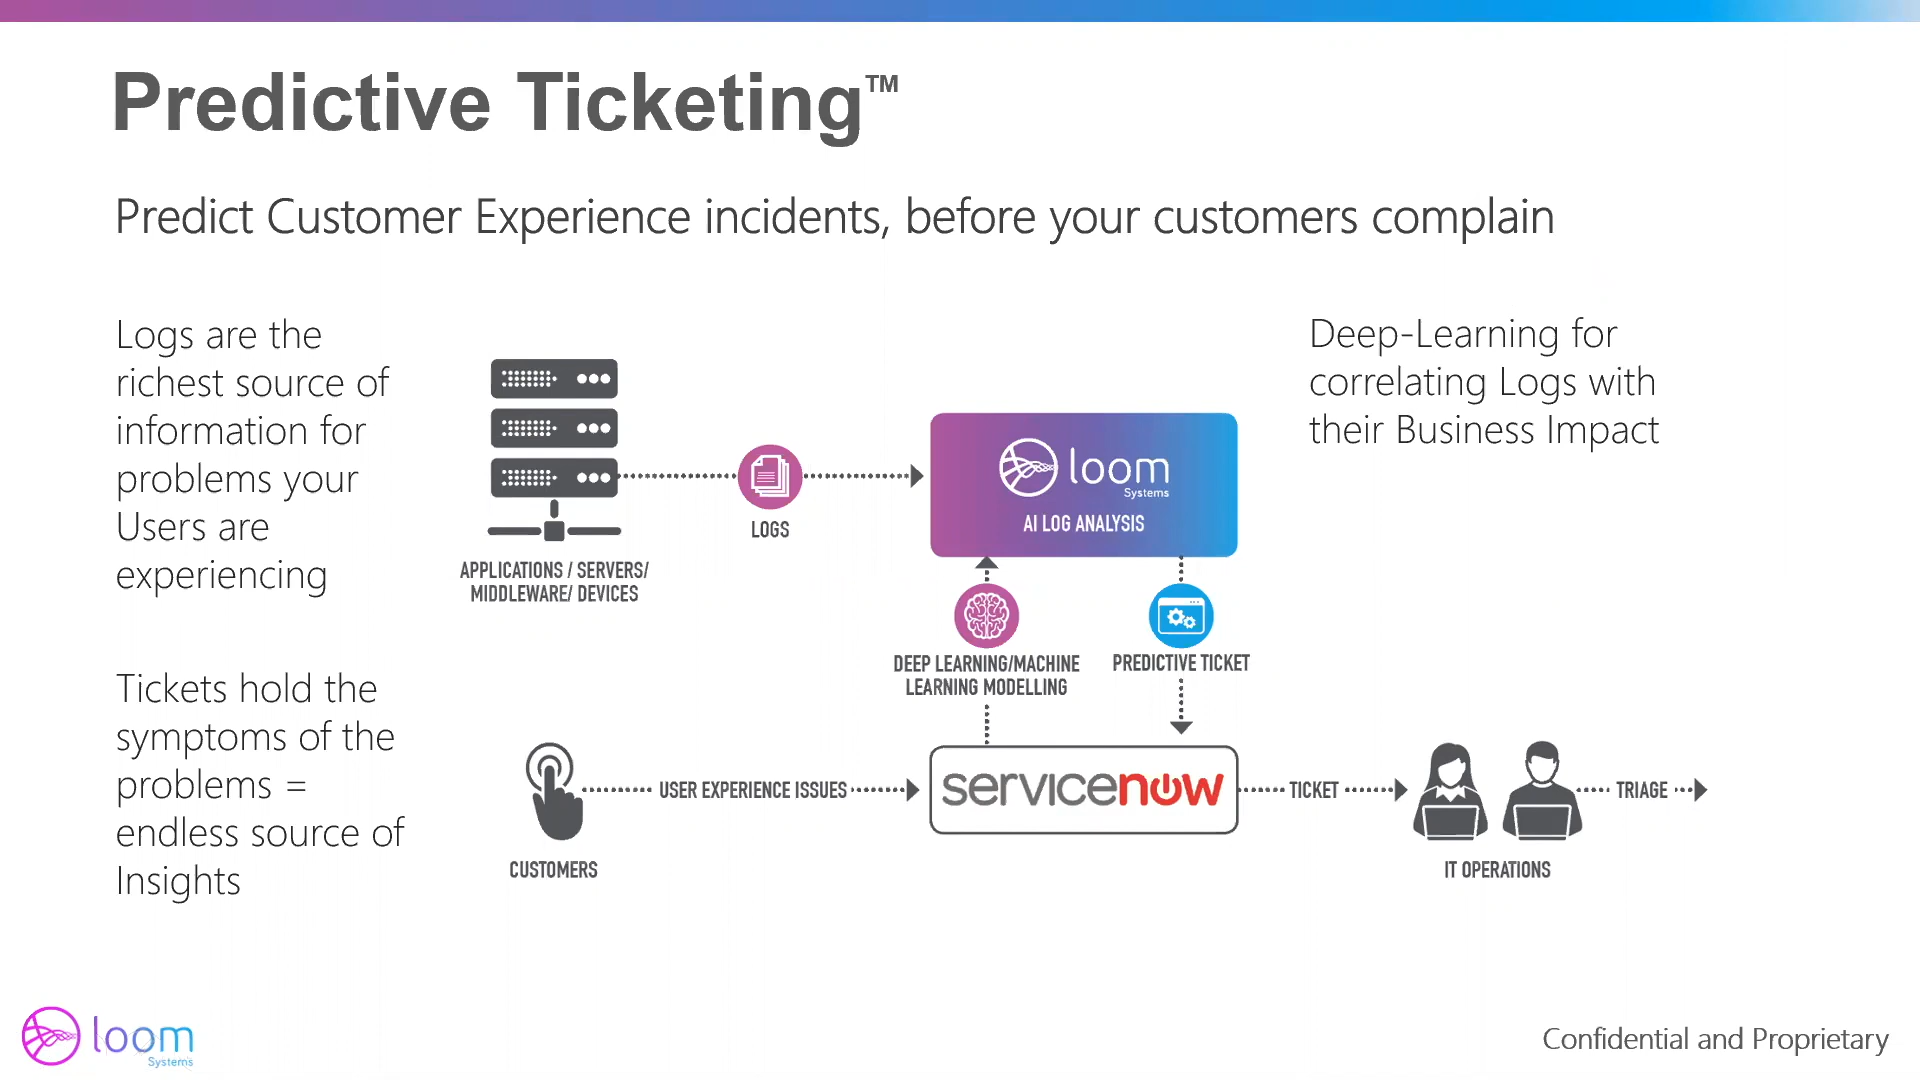 Predictive Ticketing™
Predict Customer Experience incidents, before your customers complain
Logs are the
richest source of
information for
problems your
Users are
experiencing
Tickets hold the
symptoms of the
problems =
endless source of
Insights
APPLICATIONS / SERVERS/
MIDDLEWARE/ DEVICES
LOGS
loom
Systems
AI LOG ANALYSIS
Deep-Learning for
correlating Logs with
their Business Impact
DEEP LEARNING/MACHINE
LEARNING MODELLING
PREDICTIVE TICKET
CUSTOMERS
USER EXPERIENCE ISSUES
servicenow
TICKET
IT OPERATIONS
TRIAGE
loom
Systems
Confidential and Proprietary